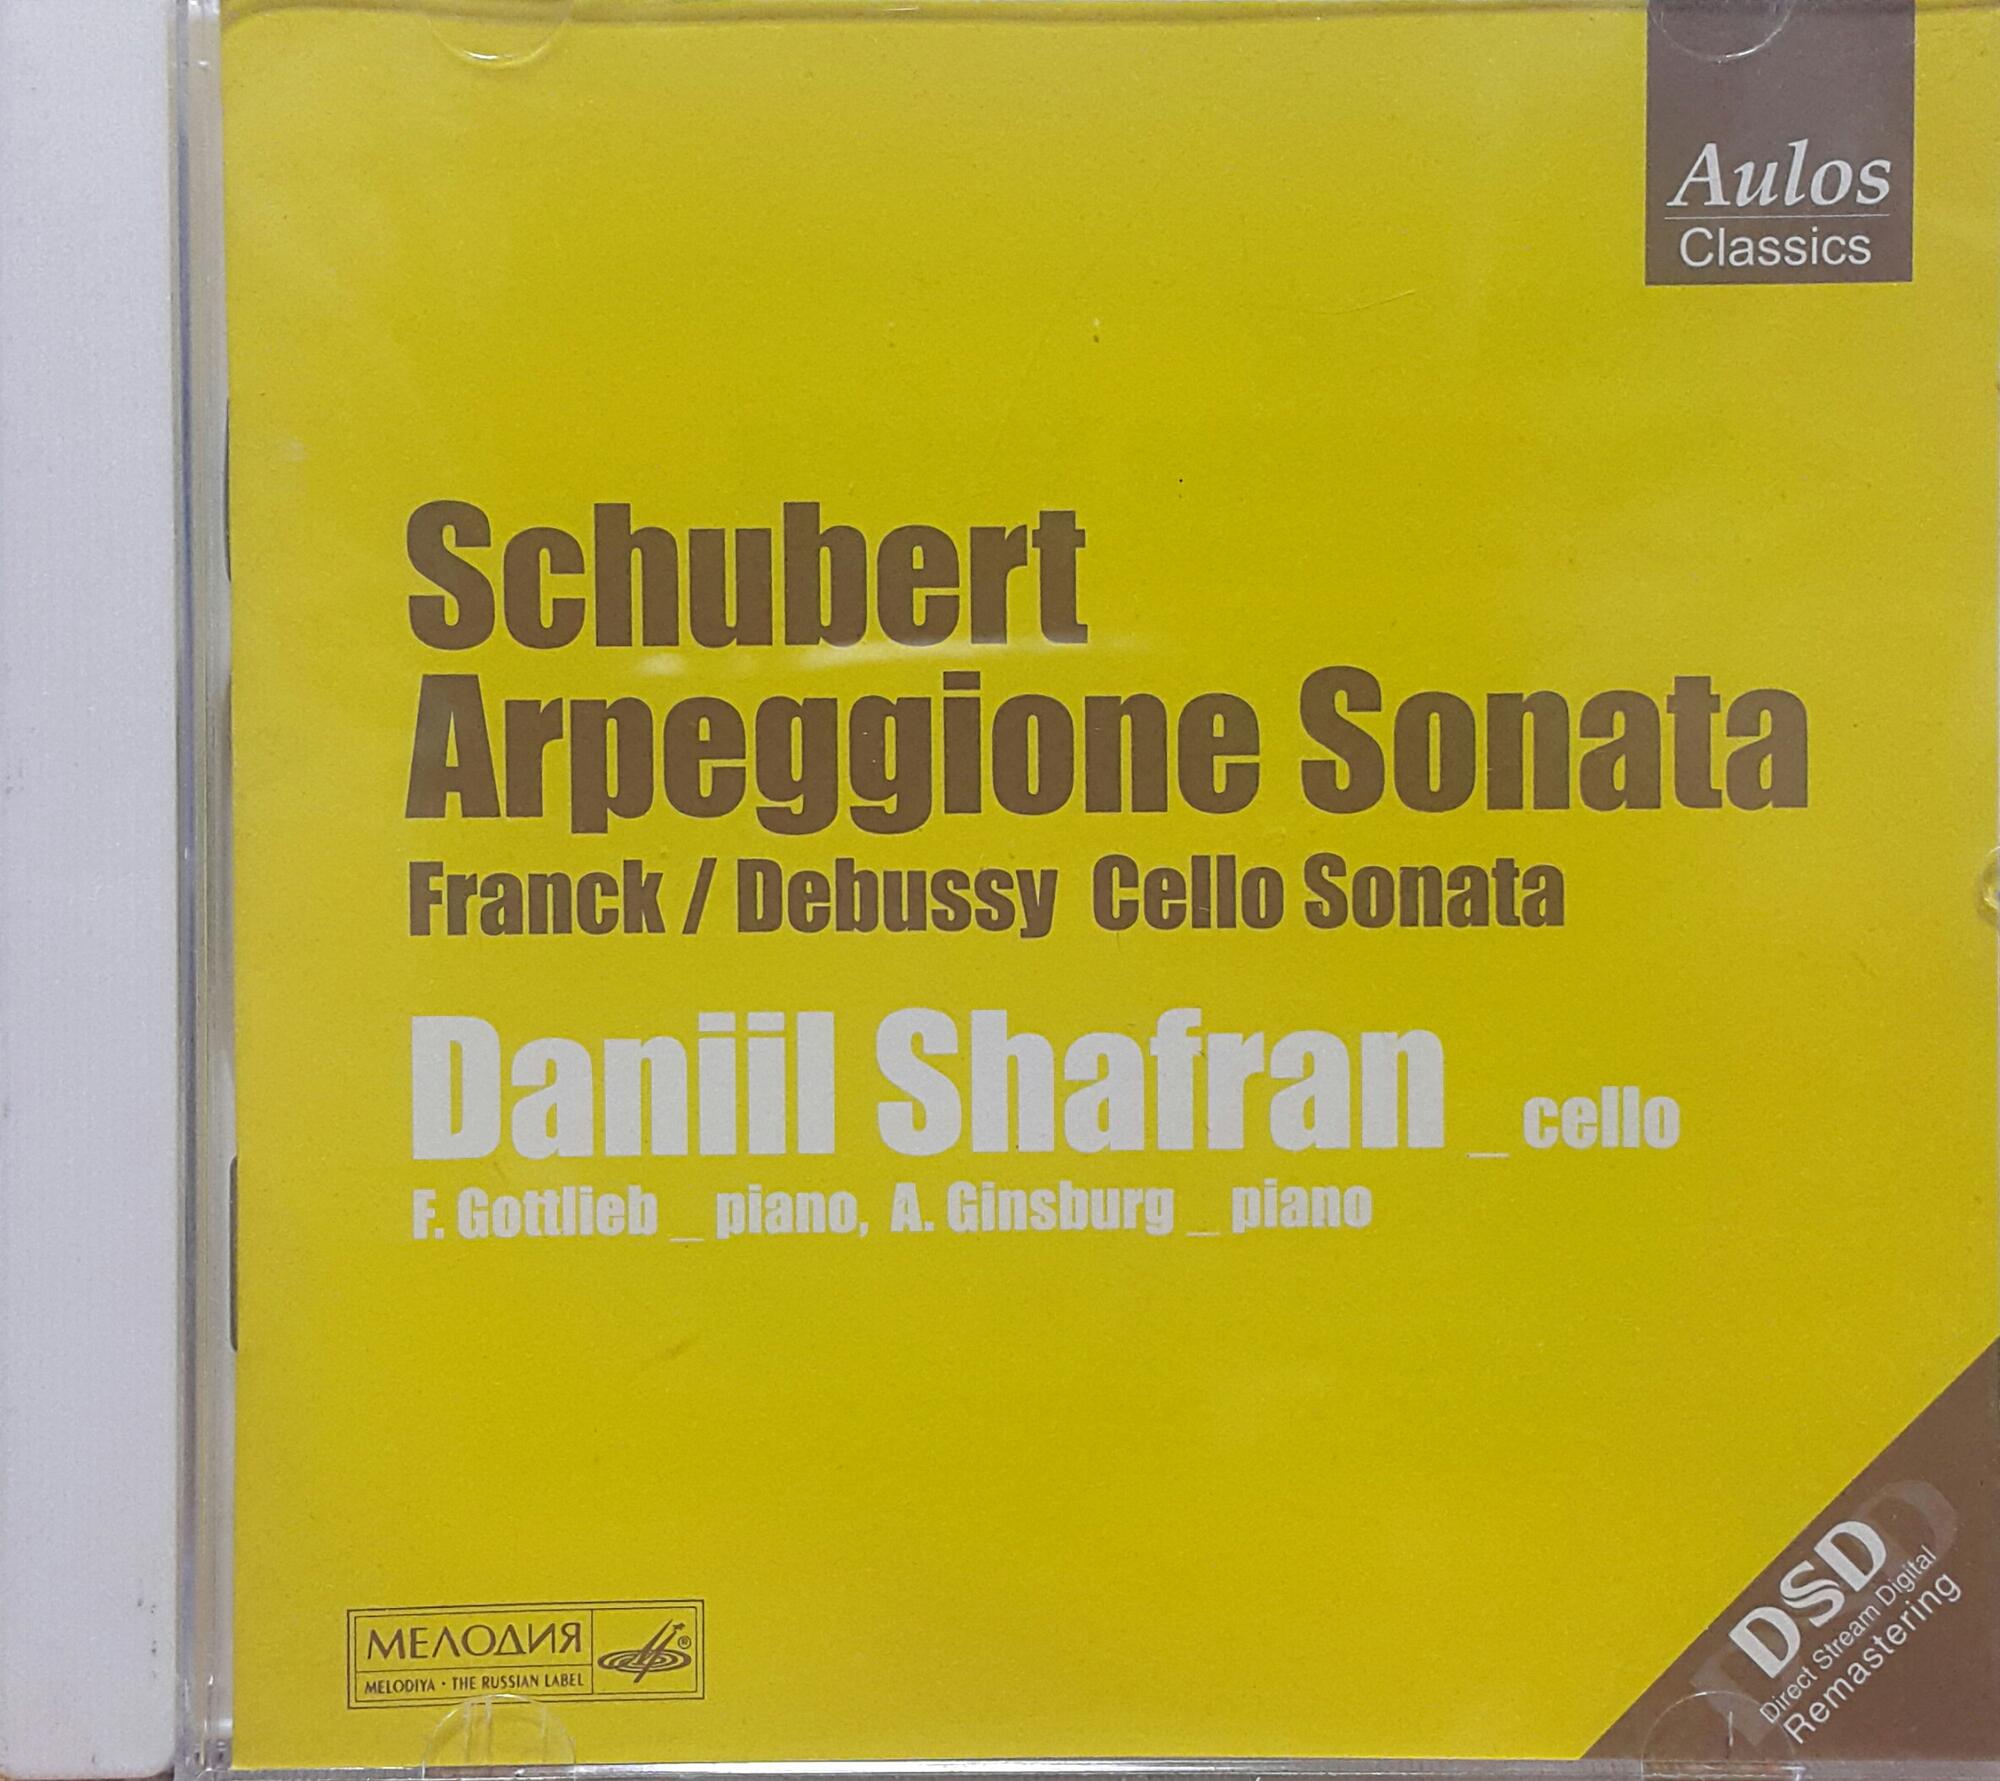 Aulos
Classics
Schubert
Arpeggione Sonata
Franck / Debussy Cello Sonata
Daniil Shafran _ cello
F. Gottlieb _ piano, A. Ginsburg _ piano
МЕЛОДИЯ
MELODIYA · THE RUSSIAN LABEL
®
DSD
Direct Stream Digital
Remastering